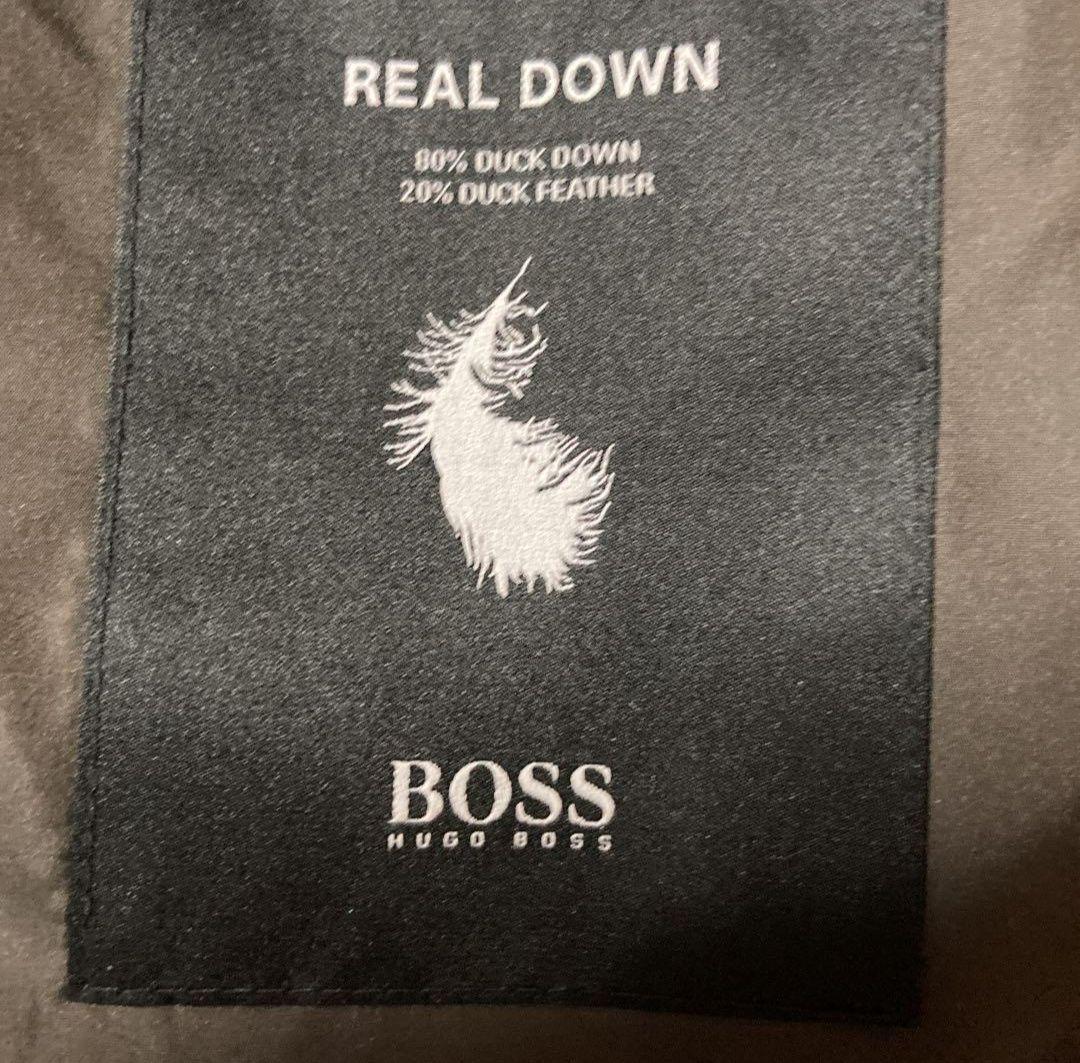 REAL DOWN
80% DUCK DOWN
20% DUCK FEATHER
BOSS
HUGO BOSS